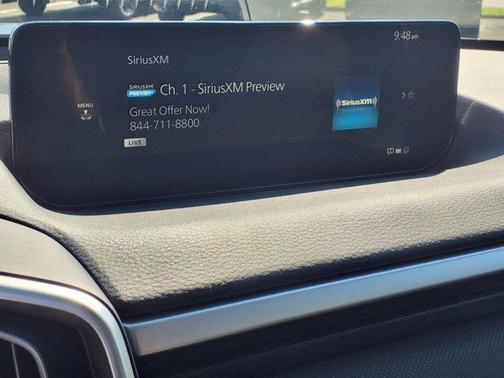 9:48am
SiriusXM
SIRIUSXM
PREVIEW
Ch. 1 - SiriusXM Preview
MENU
Great Offer Now!
844-711-8800
LIVE
SiriusXM